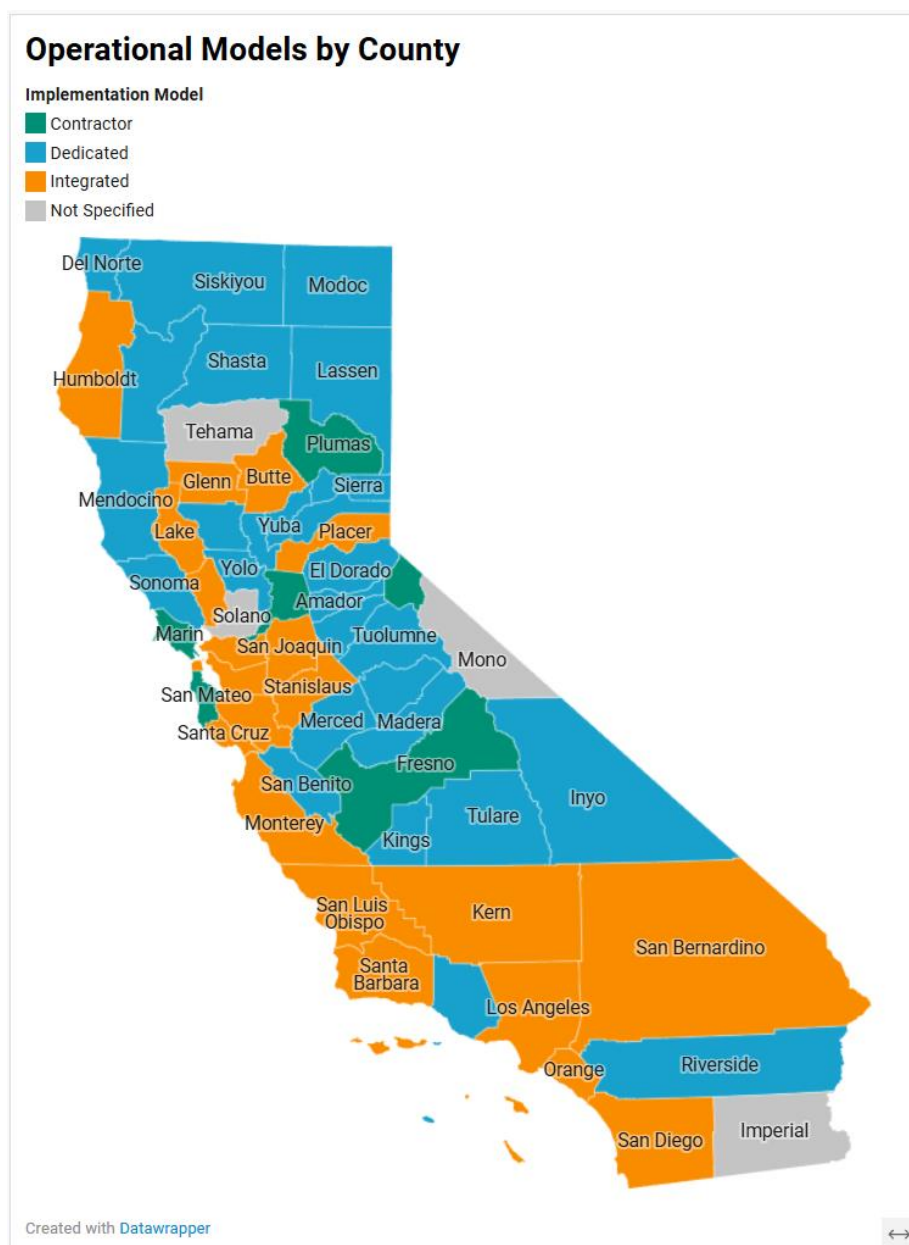 Operational Models by County
Implementation Model
Contractor
Dedicated
Integrated
Not Specified
Del Norte
Siskiyou
Modoc
Shasta
Lassen
Humboldt
Tehama
Plumas
Glenn
Butte
Sierra
Mendocino
Lake
Yuba
Placer
Yolo
El Dorado
Sonoma
Amador
Solano
Marin
Tuolumne
San Joaquin
Mono
Stanislaus
San Mateo
Merced
Madera
Santa Cruz
Fresno
San Benito
Inyo
Tulare
Monterey
Kings
San Luis
Obispo
Kern
San Bernardino
Santa
Barbara
Los Angeles
Orange
Riverside
San Diego
Imperial
Created with Datawrapper